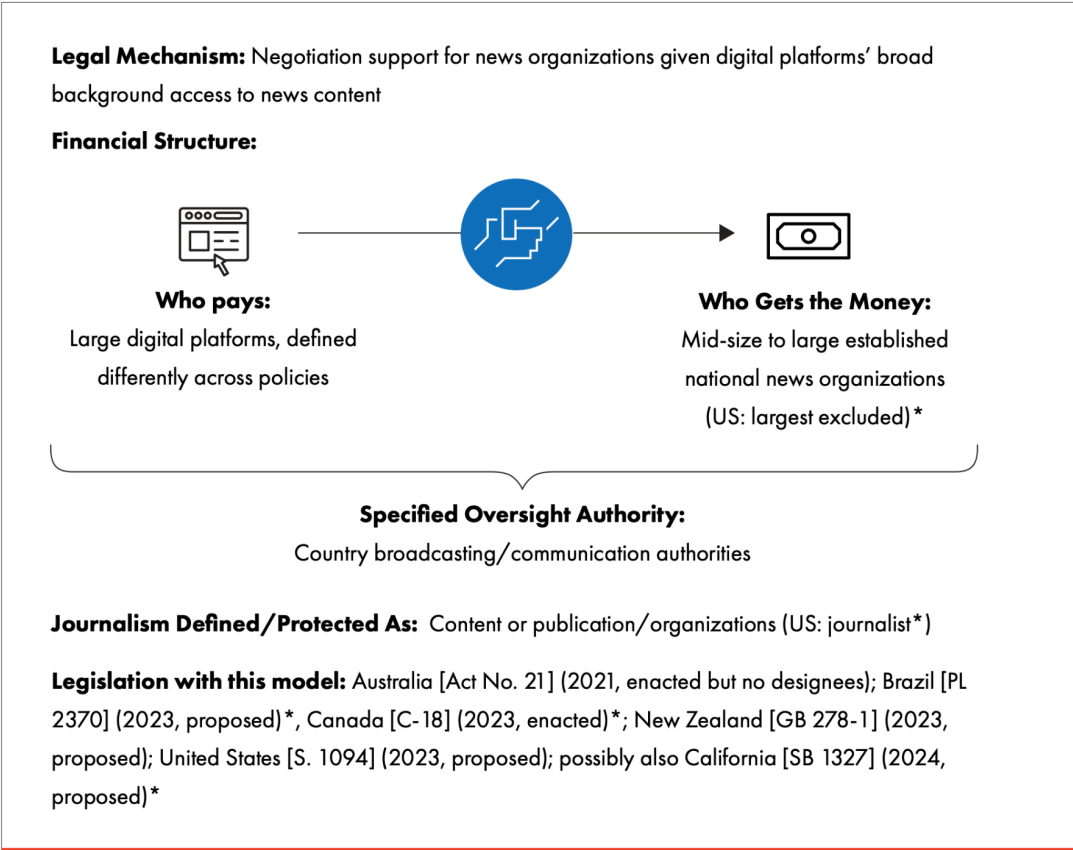 Legal Mechanism: Negotiation support for news organizations given digital platforms’ broad
background access to news content
Financial Structure:
Who pays:
Large digital platforms, defined
differently across policies
Who Gets the Money:
Mid-size to large established
national news organizations
(US: largest excluded)*
Specified Oversight Authority:
Country broadcasting/communication authorities
Journalism Defined/Protected As: Content or publication/organizations (US: journalist*)
Legislation with this model: Australia [Act No. 21] (2021, enacted but no designees); Brazil [PL
2370] (2023, proposed)*, Canada [C-18] (2023, enacted)*; New Zealand [GB 278-1] (2023,
proposed); United States [S. 1094] (2023, proposed); possibly also California [SB 1327] (2024,
proposed)*